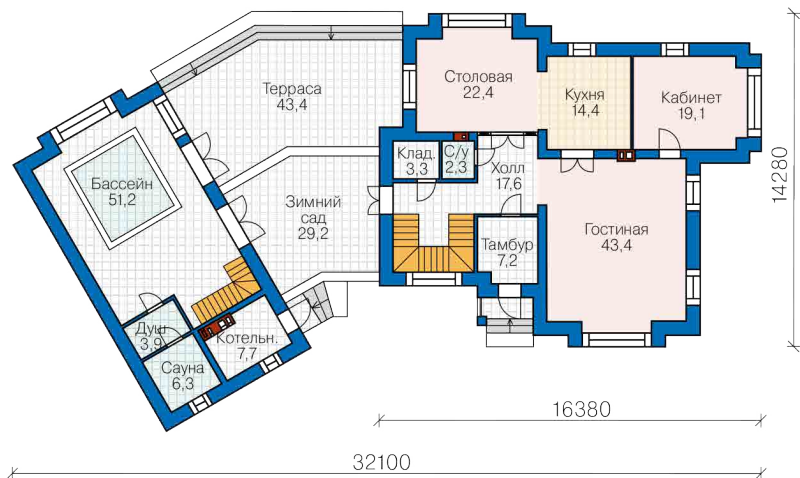 Терраса
43,4
Столовая
22,4
Кухня
14,4
Кабинет
19,1
Бассейн
51,2
Клад.
3,3
С/у
2,3
Холл
17,6
Зимний
сад
29,2
Гостиная
43,4
Тамбур
7,2
Душ
3,9
Котельн.
7,7
Сауна
6,3
14280
16380
32100